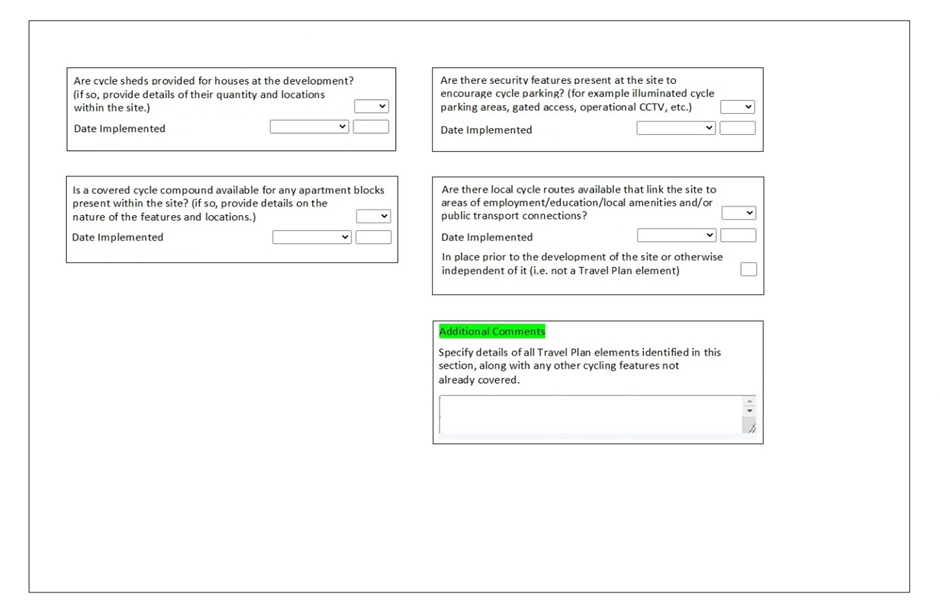 Are cycle sheds provided for houses at the development?
(if so, provide details of their quantity and locations
within the site.)
Date Implemented
Is a covered cycle compound available for any apartment blocks
present within the site? (if so, provide details on the
nature of the features and locations.)
Date Implemented
Are there security features present at the site to
encourage cycle parking? (for example illuminated cycle
parking areas, gated access, operational CCTV, etc.)
Date Implemented
Are there local cycle routes available that link the site to
areas of employment/education/local amenities and/or
public transport connections?
Date Implemented
In place prior to the development of the site or otherwise
independent of it (i.e. not a Travel Plan element)
Additional Comments
Specify details of all Travel Plan elements identified in this
section, along with any other cycling features not
already covered.